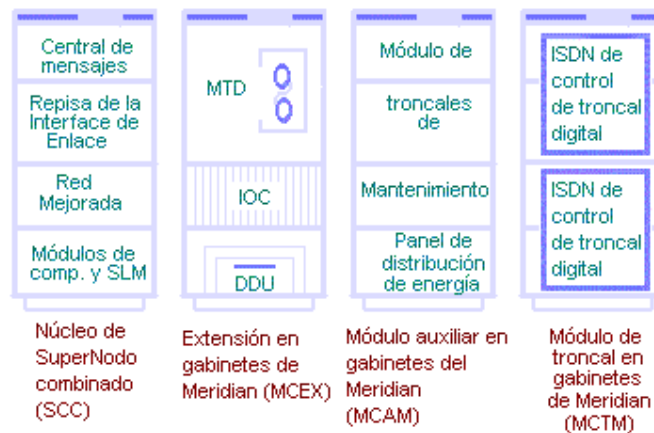 Central de
mensajes
Repisa de la
Interface de
Enlace
Red
Mejorada
Módulos de
comp. y SLM
Núcleo de
SuperNodo
combinado
(SCC)
MTD
IOC
DDU
Extensión en
gabinetes de
Meridian (MCEX)
Módulo de
troncales de
Mantenimiento
Panel de
distribución
de energía
Módulo auxiliar en
gabinetes del
Meridian
(MCAM)
ISDN de
control
de troncal
digital
ISDN de
control
de troncal
digital
Módulo de
troncal en
gabinetes
de Meridian
(MCTM)